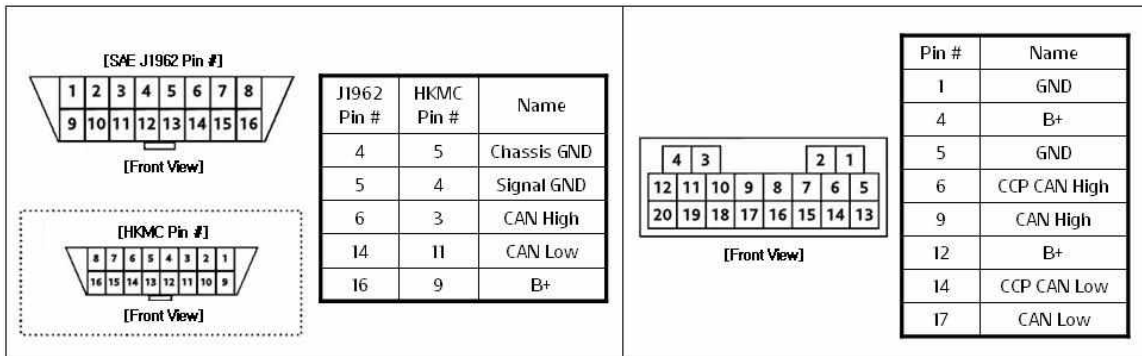 [SAE J1962 Pin #]
1 2 3 4 5 6 7 8
9 10 11 12 13 14 15 16
[Front View]
[HKMC Pin #]
8 7 6 5 4 3 2 1
16 15 14 13 12 11 10 9
[Front View]
J1962 Pin # HKMC Pin # Name
4 5 Chassis GND
5 4 Signal GND
6 3 CAN High
14 11 CAN Low
16 9 B+
4 3 2 1
12 11 10 9 8 7 6 5
20 19 18 17 16 15 14 13
[Front View]
Pin # Name
1 GND
4 B+
5 GND
6 CCP CAN High
9 CAN High
12 B+
14 CCP CAN Low
17 CAN Low